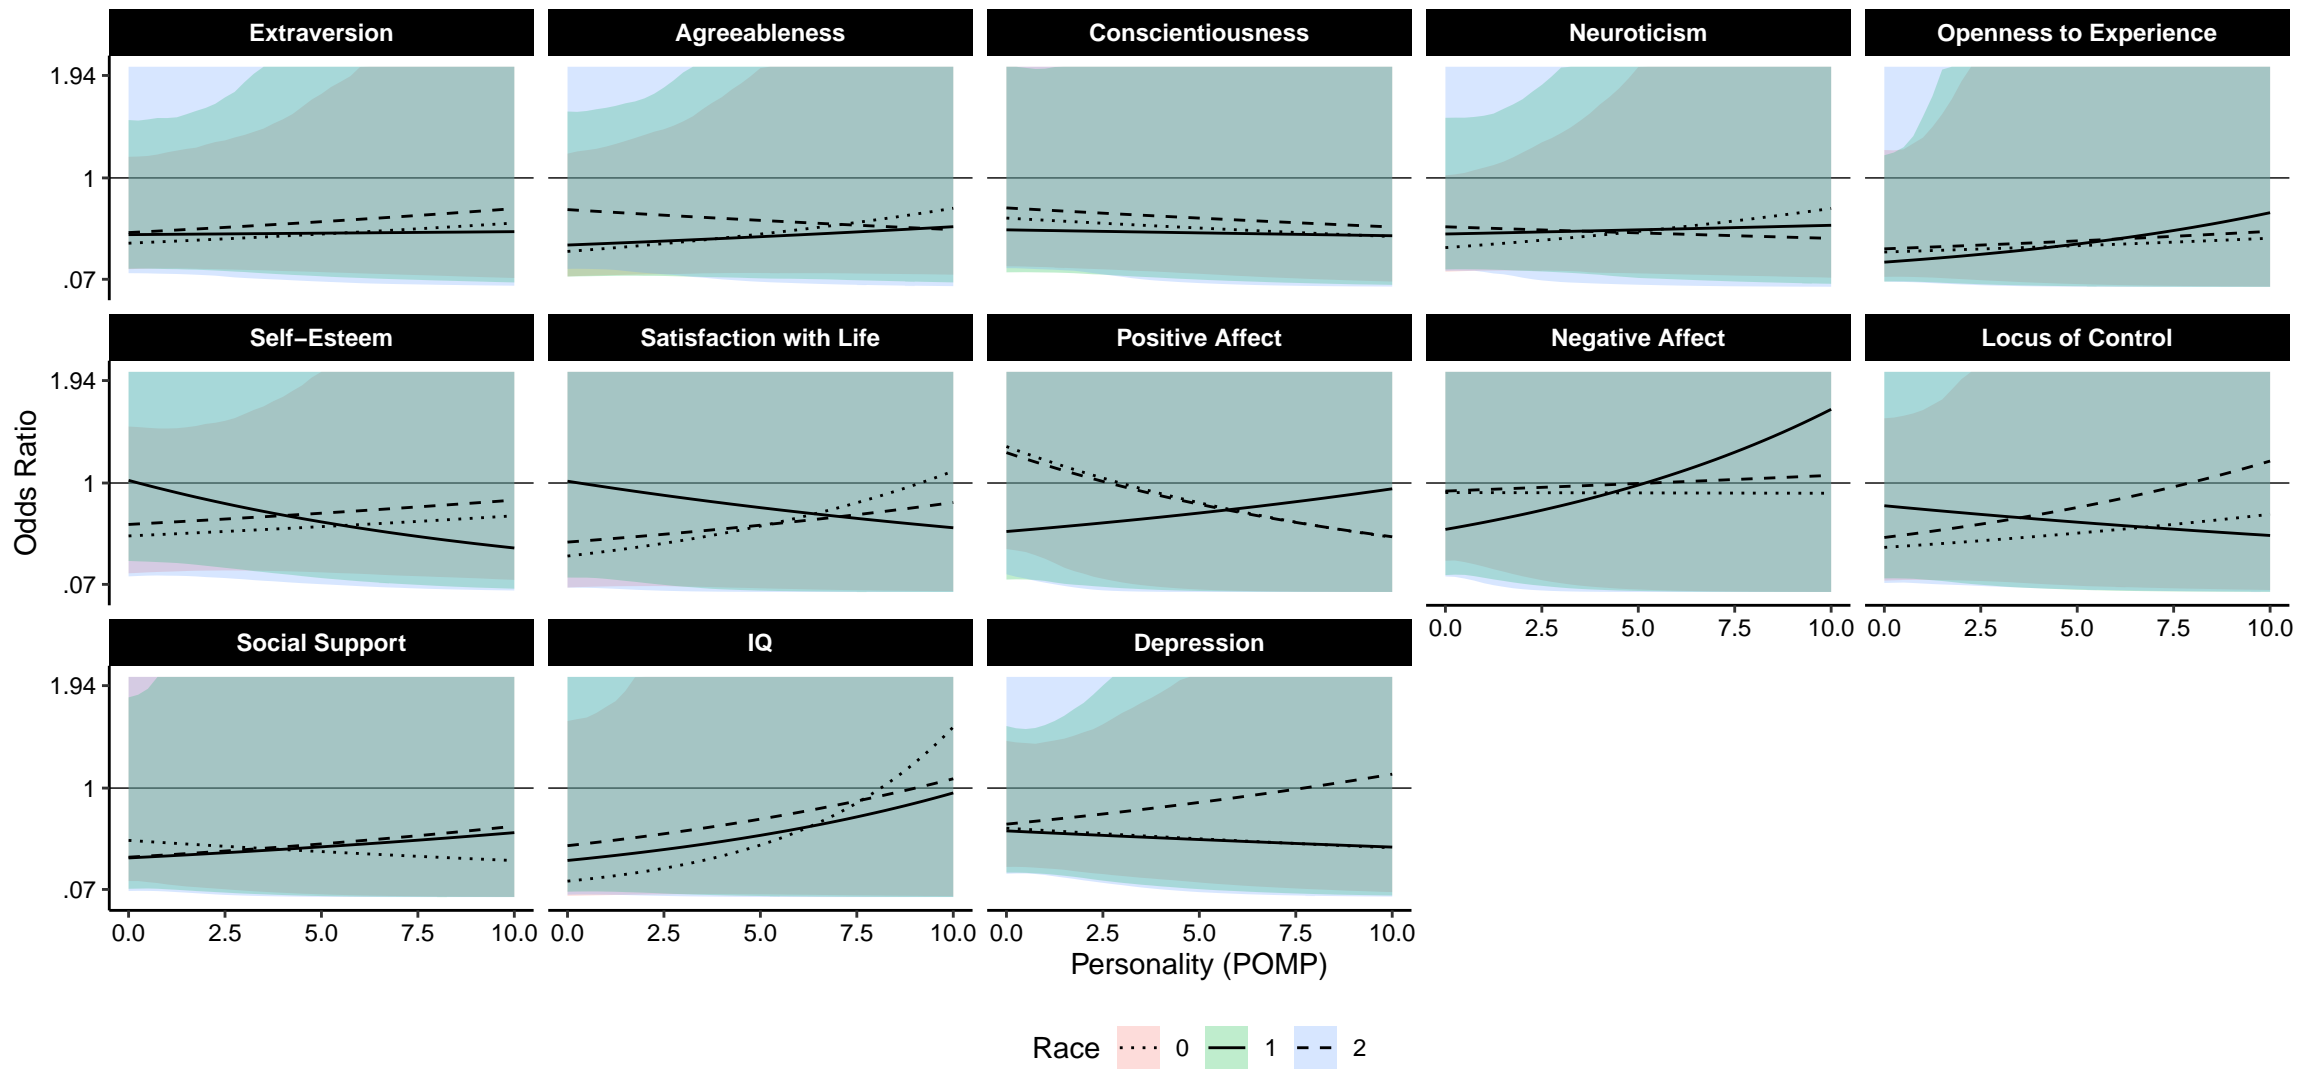 Extraversion Agreeableness Conscientiousness Neuroticism Openness to Experience
1.94
1
.07
Self−Esteem Satisfaction with Life Positive Affect Negative Affect Locus of Control
1.94
1
.07
Odds Ratio
0.0 2.5 5.0 7.5 10.0 0.0 2.5 5.0 7.5 10.0
Social Support IQ Depression
1.94
1
.07
0.0 2.5 5.0 7.5 10.0 0.0 2.5 5.0 7.5 10.0 0.0 2.5 5.0 7.5 10.0
Personality (POMP)
Race 0 1 2